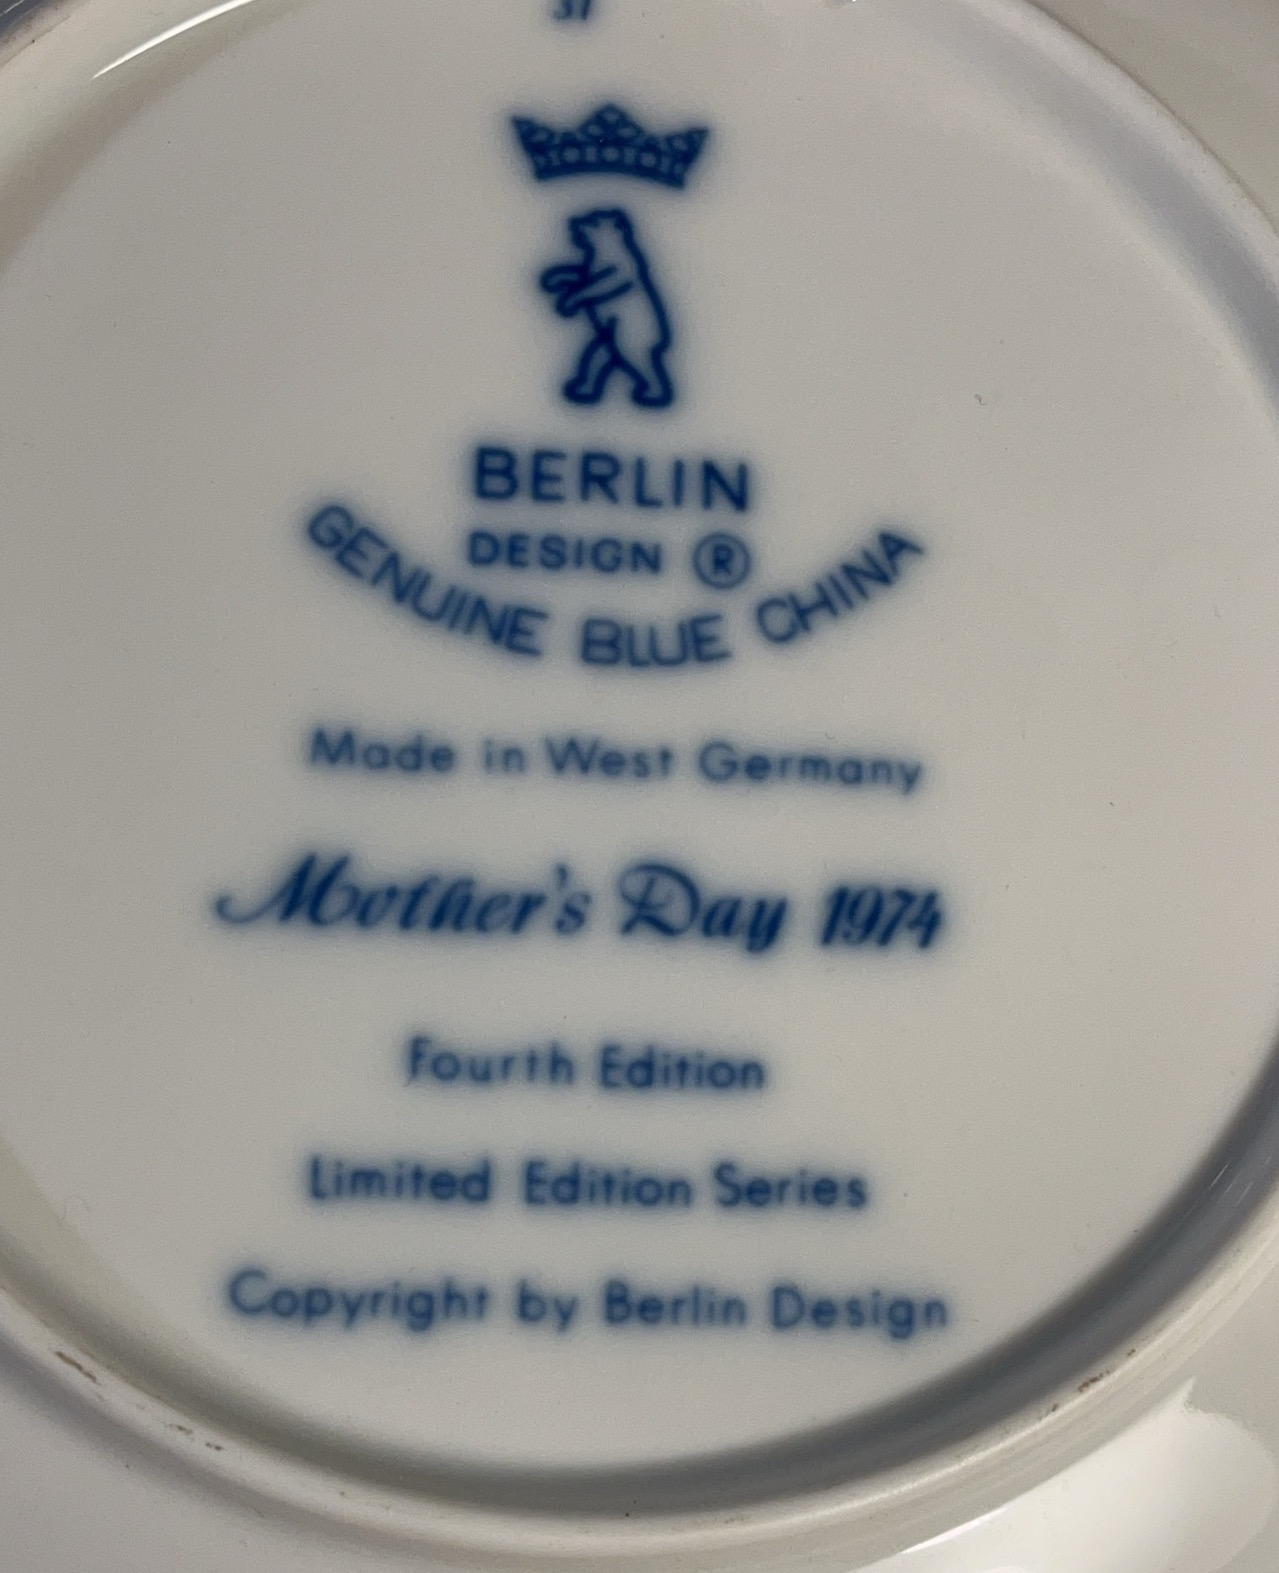 37
BERLIN
DESIGN ®
GENUINE BLUE CHINA
Made in West Germany
Mother's Day 1974
Fourth Edition
Limited Edition Series
Copyright by Berlin Design